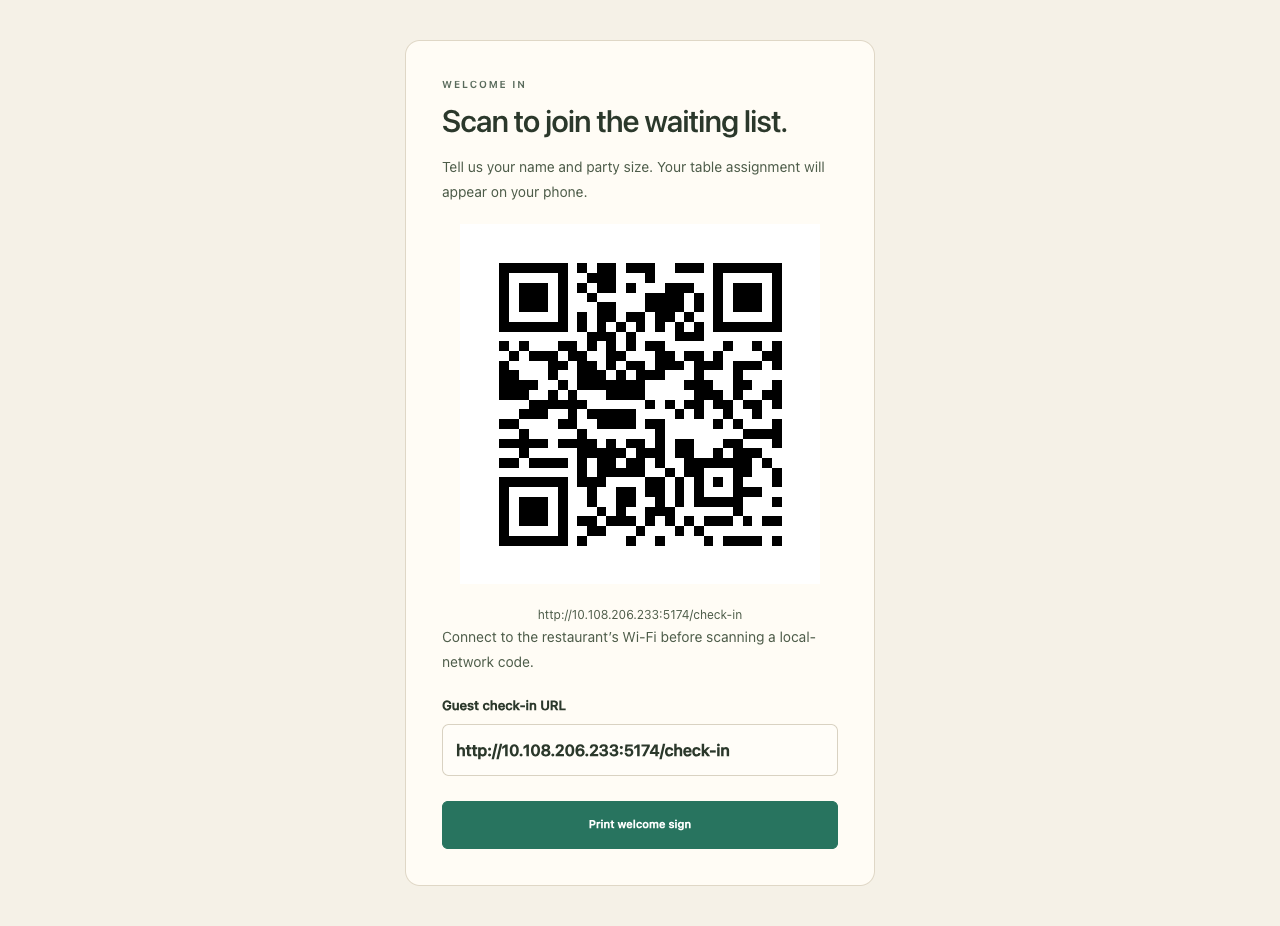 WELCOME IN
Scan to join the waiting list.
Tell us your name and party size. Your table assignment will
appear on your phone.
http://10.108.206.233:5174/check-in
Connect to the restaurant’s Wi-Fi before scanning a local-
network code.
Guest check-in URL
http://10.108.206.233:5174/check-in
Print welcome sign